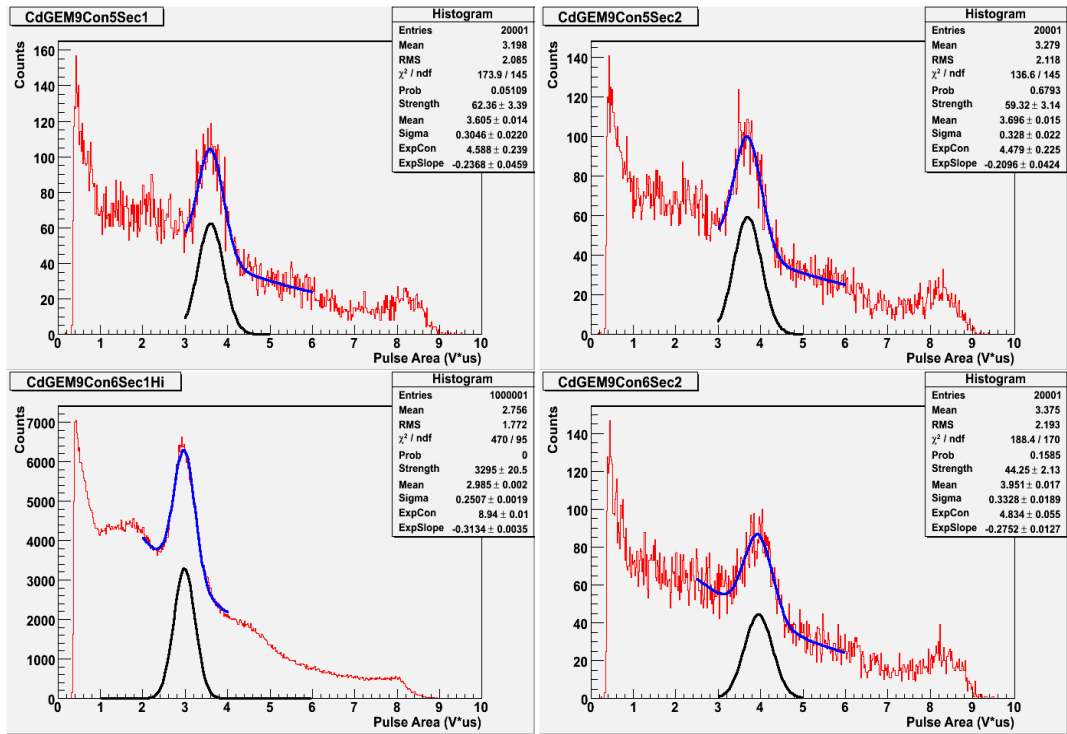 CdGEM9Con5Sec1
Histogram
Entries 20001
Mean 3.198
RMS 2.085
χ² / ndf 173.9 / 145
Prob 0.05109
Strength 62.36 ± 3.39
Mean 3.605 ± 0.014
Sigma 0.3046 ± 0.0220
ExpCon 4.588 ± 0.239
ExpSlope -0.2368 ± 0.0459
Counts
160
140
120
100
80
60
40
20
0
0 1 2 3 4 5 6 7 8 9 10
Pulse Area (V*us)
CdGEM9Con5Sec2
Histogram
Entries 20001
Mean 3.279
RMS 2.118
χ² / ndf 136.6 / 145
Prob 0.6793
Strength 59.32 ± 3.14
Mean 3.696 ± 0.015
Sigma 0.328 ± 0.022
ExpCon 4.479 ± 0.225
ExpSlope -0.2096 ± 0.0424
Counts
140
120
100
80
60
40
20
0
0 1 2 3 4 5 6 7 8 9 10
Pulse Area (V*us)
CdGEM9Con6Sec1Hi
Histogram
Entries 1000001
Mean 2.756
RMS 1.772
χ² / ndf 470 / 95
Prob 0
Strength 3295 ± 20.5
Mean 2.985 ± 0.002
Sigma 0.2507 ± 0.0019
ExpCon 8.94 ± 0.01
ExpSlope -0.3134 ± 0.0035
Counts
7000
6000
5000
4000
3000
2000
1000
0
0 1 2 3 4 5 6 7 8 9 10
Pulse Area (V*us)
CdGEM9Con6Sec2
Histogram
Entries 20001
Mean 3.375
RMS 2.193
χ² / ndf 188.4 / 170
Prob 0.1585
Strength 44.25 ± 2.13
Mean 3.951 ± 0.017
Sigma 0.3328 ± 0.0189
ExpCon 4.834 ± 0.055
ExpSlope -0.2752 ± 0.0127
Counts
140
120
100
80
60
40
20
0
0 1 2 3 4 5 6 7 8 9 10
Pulse Area (V*us)